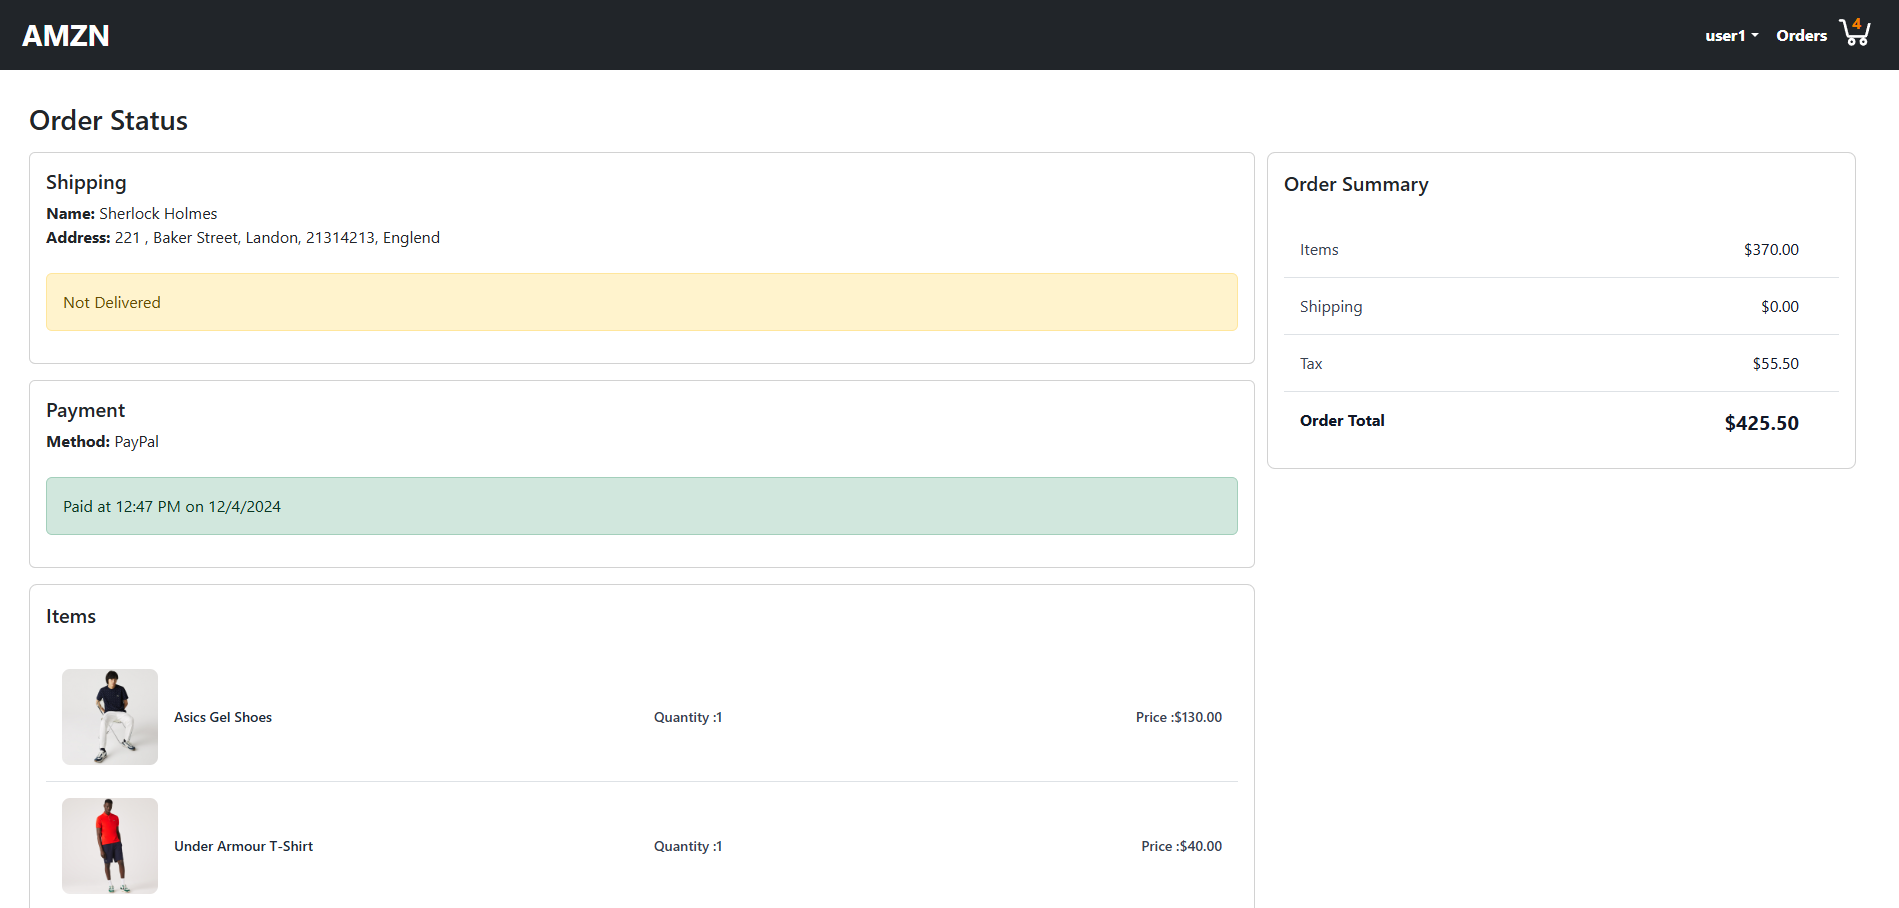 AMZN
user1
Orders
4
Order Status
Shipping
Name: Sherlock Holmes
Address: 221 , Baker Street, Landon, 21314213, Englend
Not Delivered
Payment
Method: PayPal
Paid at 12:47 PM on 12/4/2024
Items
Asics Gel Shoes Quantity :1 Price :$130.00
Under Armour T-Shirt Quantity :1 Price :$40.00
Order Summary
Items $370.00
Shipping $0.00
Tax $55.50
Order Total $425.50